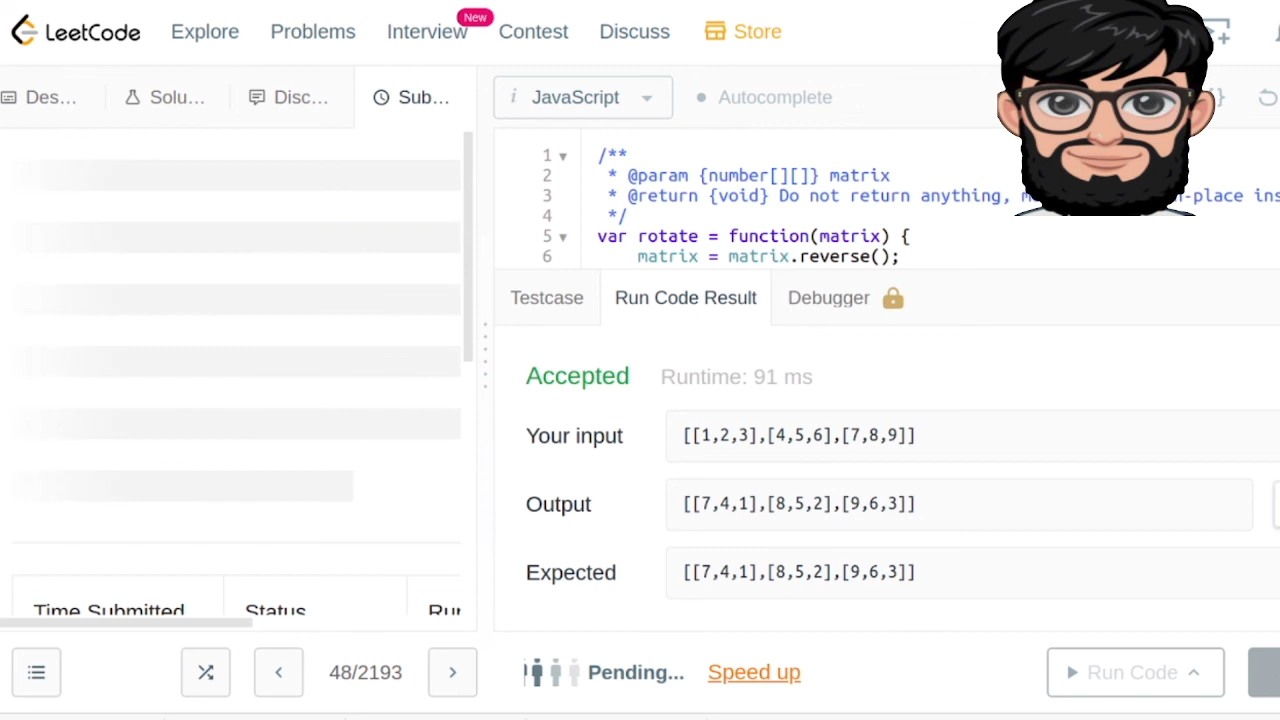 LeetCode Explore Problems Interview New Contest Discuss Store
Des... Solu... Disc... Sub...
i JavaScript Autocomplete {}
1 /**
2 * @param {number[][]} matrix
3 * @return {void} Do not return anything, m n-place ins
4 */
5 var rotate = function(matrix) {
6 matrix = matrix.reverse();
Testcase Run Code Result Debugger
Accepted Runtime: 91 ms
Your input [[1,2,3],[4,5,6],[7,8,9]]
Output [[7,4,1],[8,5,2],[9,6,3]]
Expected [[7,4,1],[8,5,2],[9,6,3]]
Time Submitted Status Run
48/2193 Pending... Speed up Run Code